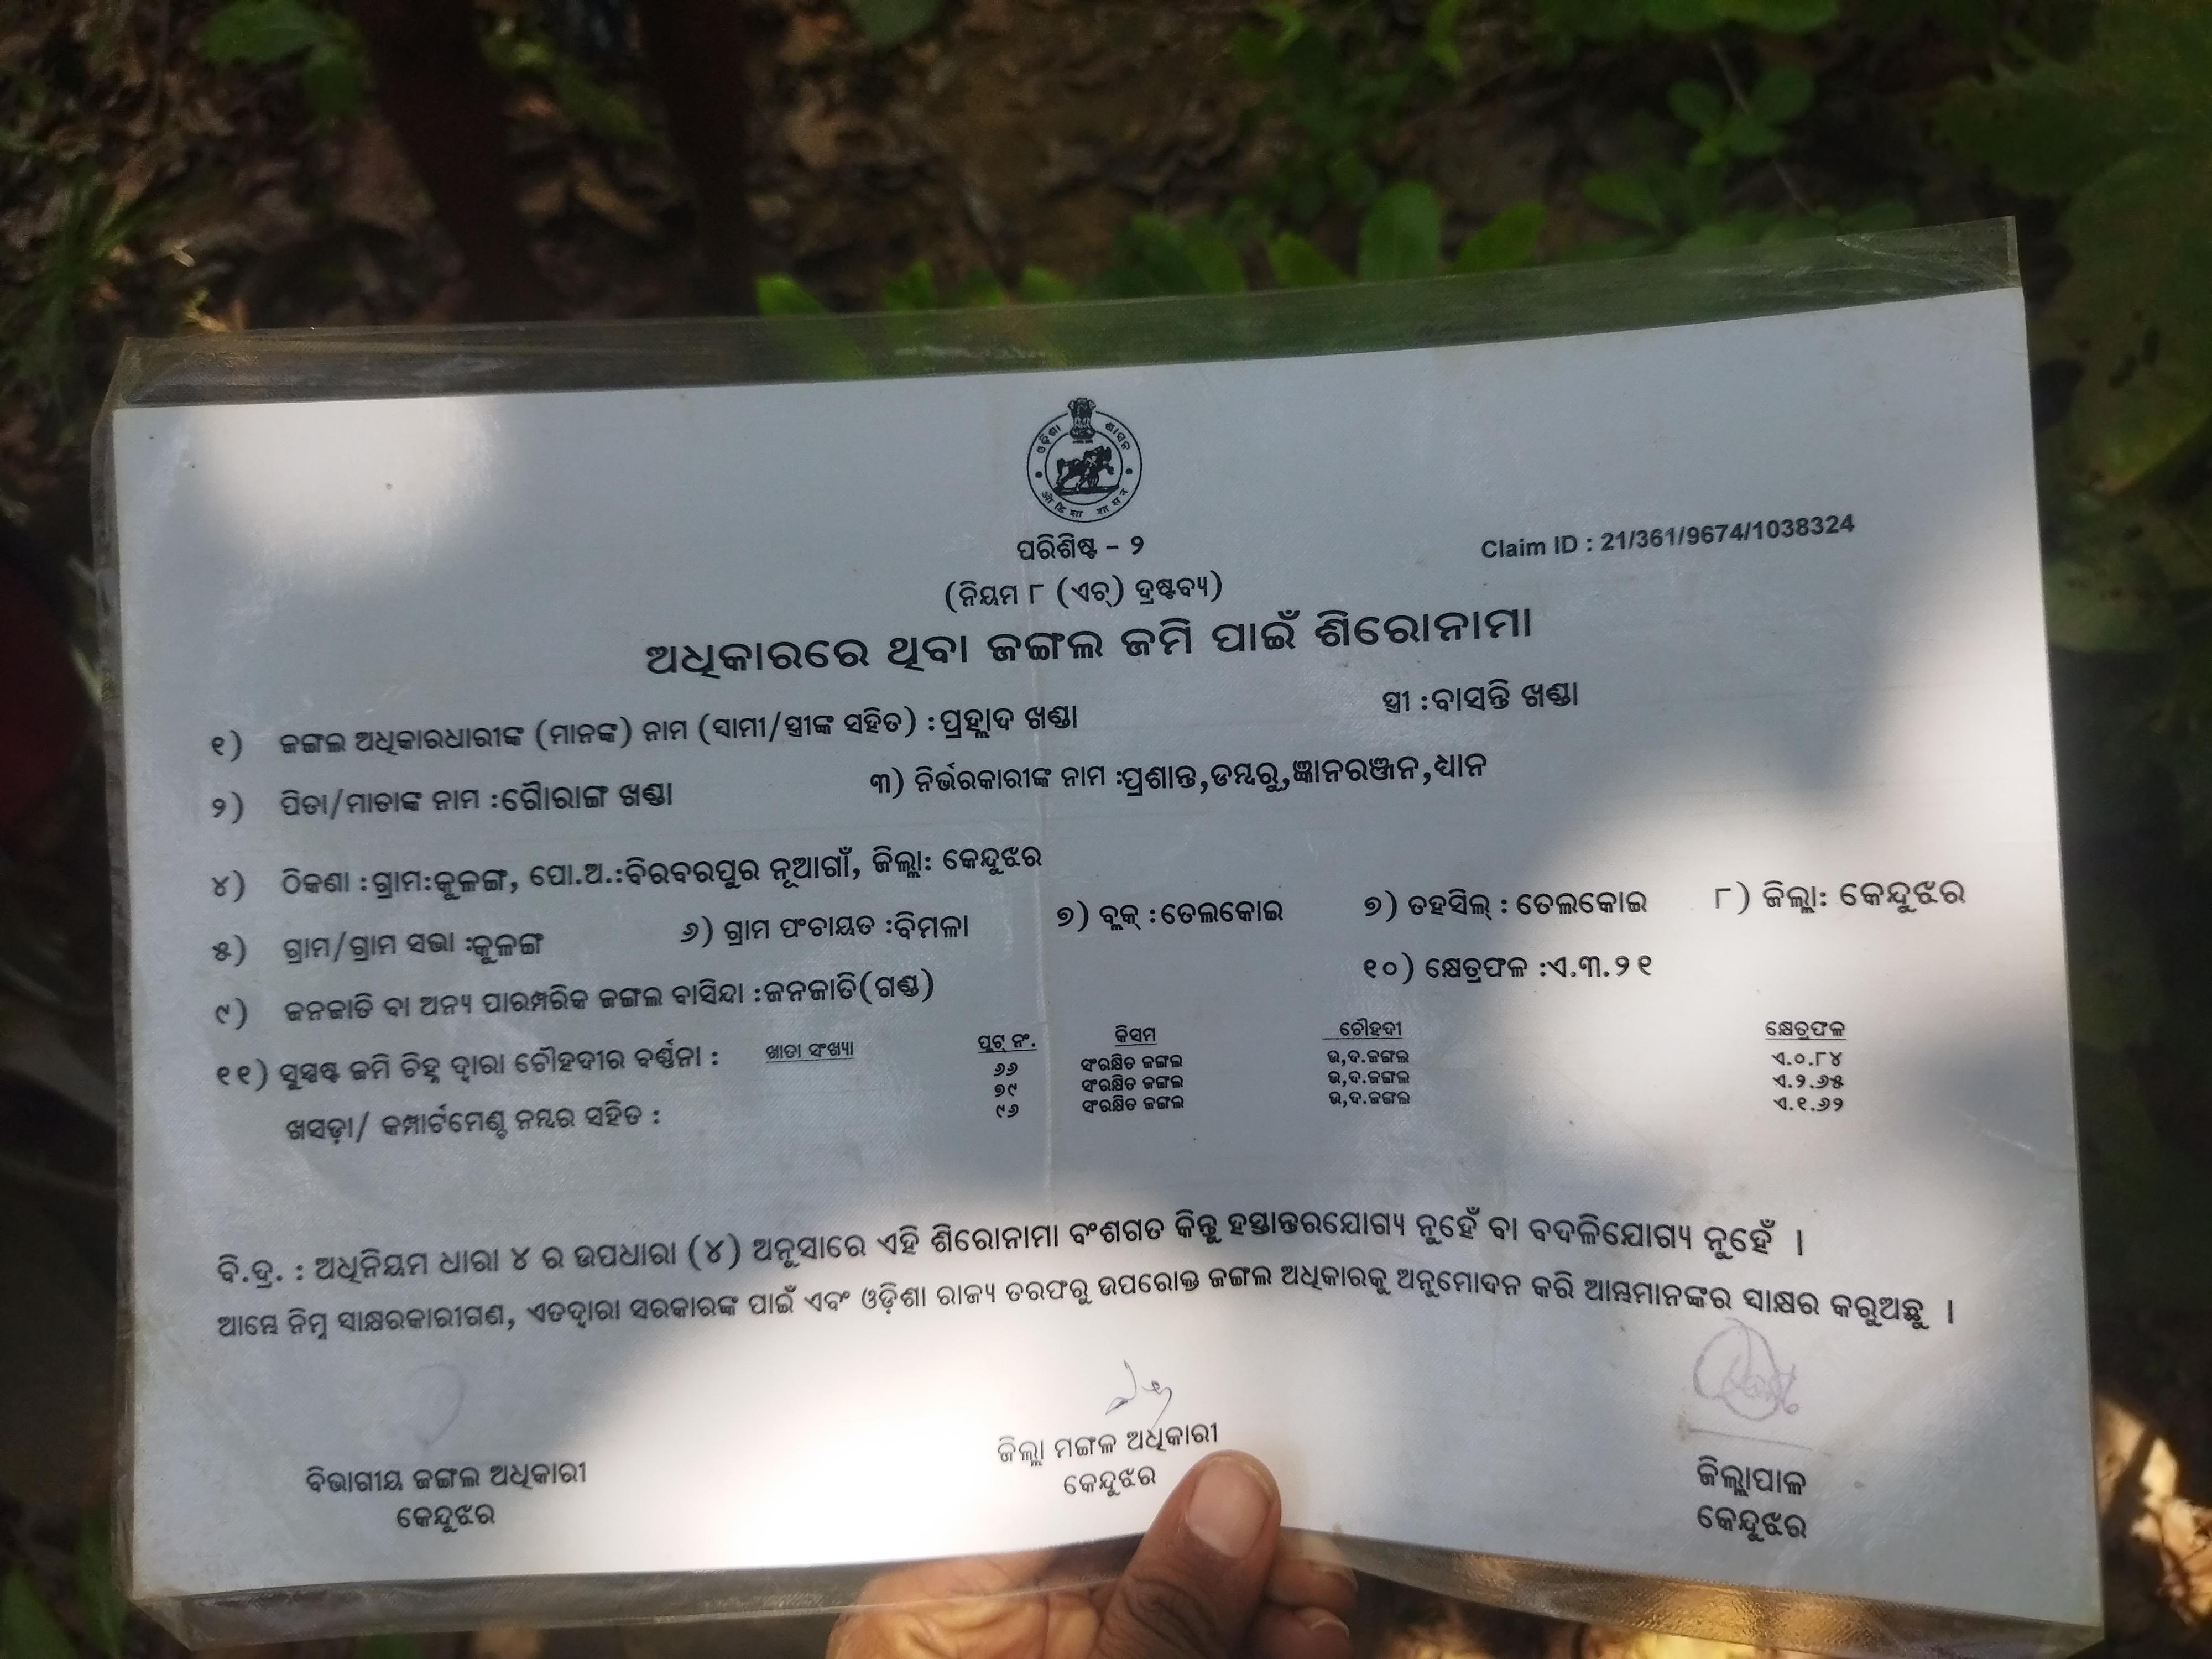 ଓଡ଼ିଶା ଶାସନ
ओडिशा शासन
ପରିଶିଷ୍ଟ - ୨
Claim ID : 21/361/9674/1038324
(ନିୟମ ୮ (ଏଚ୍) ଦ୍ରଷ୍ଟବ୍ୟ)
ଅଧିକାରରେ ଥିବା ଜଙ୍ଗଲ ଜମି ପାଇଁ ଶିରୋନାମା
୧) ଜଙ୍ଗଲ ଅଧିକାରଧାରୀଙ୍କ (ମାନଙ୍କ) ନାମ (ସ୍ୱାମୀ/ସ୍ତ୍ରୀଙ୍କ ସହିତ) :ପ୍ରହ୍ଲାଦ ଖଣ୍ଡା ସ୍ତ୍ରୀ :ବାସନ୍ତି ଖଣ୍ଡା
୨) ପିତା/ମାତାଙ୍କ ନାମ :ଗୈାରାଙ୍ଗ ଖଣ୍ଡା ୩) ନିର୍ଭରକାରୀଙ୍କ ନାମ :ପ୍ରଶାନ୍ତ,ଡମ୍ବରୁ,ଜ୍ଞାନରଞ୍ଜନ,ଧ୍ୟାନ
୪) ଠିକଣା :ଗ୍ରାମ:କୁଳଙ୍ଗ, ପୋ.ଅ.:ବିରବରପୁର ନୂଆଗାଁ, ଜିଲ୍ଲା: କେନ୍ଦୁଝର
୫) ଗ୍ରାମ/ଗ୍ରାମ ସଭା :କୁଳଙ୍ଗ ୬) ଗ୍ରାମ ପଂଚାୟତ :ବିମଳା ୭) ବ୍ଲକ୍ :ତେଲକୋଇ ୭) ତହସିଲ୍ : ତେଲକୋଇ ୮) ଜିଲ୍ଲା: କେନ୍ଦୁଝର
୯) ଜନଜାତି ବା ଅନ୍ୟ ପାରମ୍ପରିକ ଜଙ୍ଗଲ ବାସିନ୍ଦା :ଜନଜାତି(ଗଣ୍ଡ) ୧୦) କ୍ଷେତ୍ରଫଳ :ଏ.୩.୨୧
୧୧) ସୁସ୍ପଷ୍ଟ ଜମି ଚିହ୍ନ ଦ୍ୱାରା ଚୌହଦୀର ବର୍ଣ୍ଣନା : ଖାତା ସଂଖ୍ୟା ପ୍ଲଟ୍ ନଂ. କିସମ ଚୌହଦୀ କ୍ଷେତ୍ରଫଳ
୬୬ ସଂରକ୍ଷିତ ଜଙ୍ଗଲ ଉ,ଦ.ଜଙ୍ଗଲ ଏ.୦.୮୪
୭୯ ସଂରକ୍ଷିତ ଜଙ୍ଗଲ ଉ,ଦ.ଜଙ୍ଗଲ ଏ.୨.୬୫
୯୬ ସଂରକ୍ଷିତ ଜଙ୍ଗଲ ଉ,ଦ.ଜଙ୍ଗଲ ଏ.୧.୬୨
ଖସଡ଼ା/ କମ୍ପାର୍ଟମେଣ୍ଟ ନମ୍ବର ସହିତ :
ବି.ଦ୍ର. : ଅଧିନିୟମ ଧାରା ୪ ର ଉପଧାରା (୪) ଅନୁସାରେ ଏହି ଶିରୋନାମା ବଂଶଗତ କିନ୍ତୁ ହସ୍ତାନ୍ତରଯୋଗ୍ୟ ନୁହେଁ ବା ବଦଳିଯୋଗ୍ୟ ନୁହେଁ ।
ଆମ୍ଭେ ନିମ୍ନ ସାକ୍ଷରକାରୀଗଣ, ଏତଦ୍ୱାରା ସରକାରଙ୍କ ପାଇଁ ଏବଂ ଓଡ଼ିଶା ରାଜ୍ୟ ତରଫରୁ ଉପରୋକ୍ତ ଜଙ୍ଗଲ ଅଧିକାରକୁ ଅନୁମୋଦନ କରି ଆମ୍ଭମାନଙ୍କର ସାକ୍ଷର କରୁଅଛୁ ।
ବିଭାଗୀୟ ଜଙ୍ଗଲ ଅଧିକାରୀ
କେନ୍ଦୁଝର
ଜିଲ୍ଲା ମଙ୍ଗଳ ଅଧିକାରୀ
କେନ୍ଦୁଝର
ଜିଲ୍ଲାପାଳ
କେନ୍ଦୁଝର